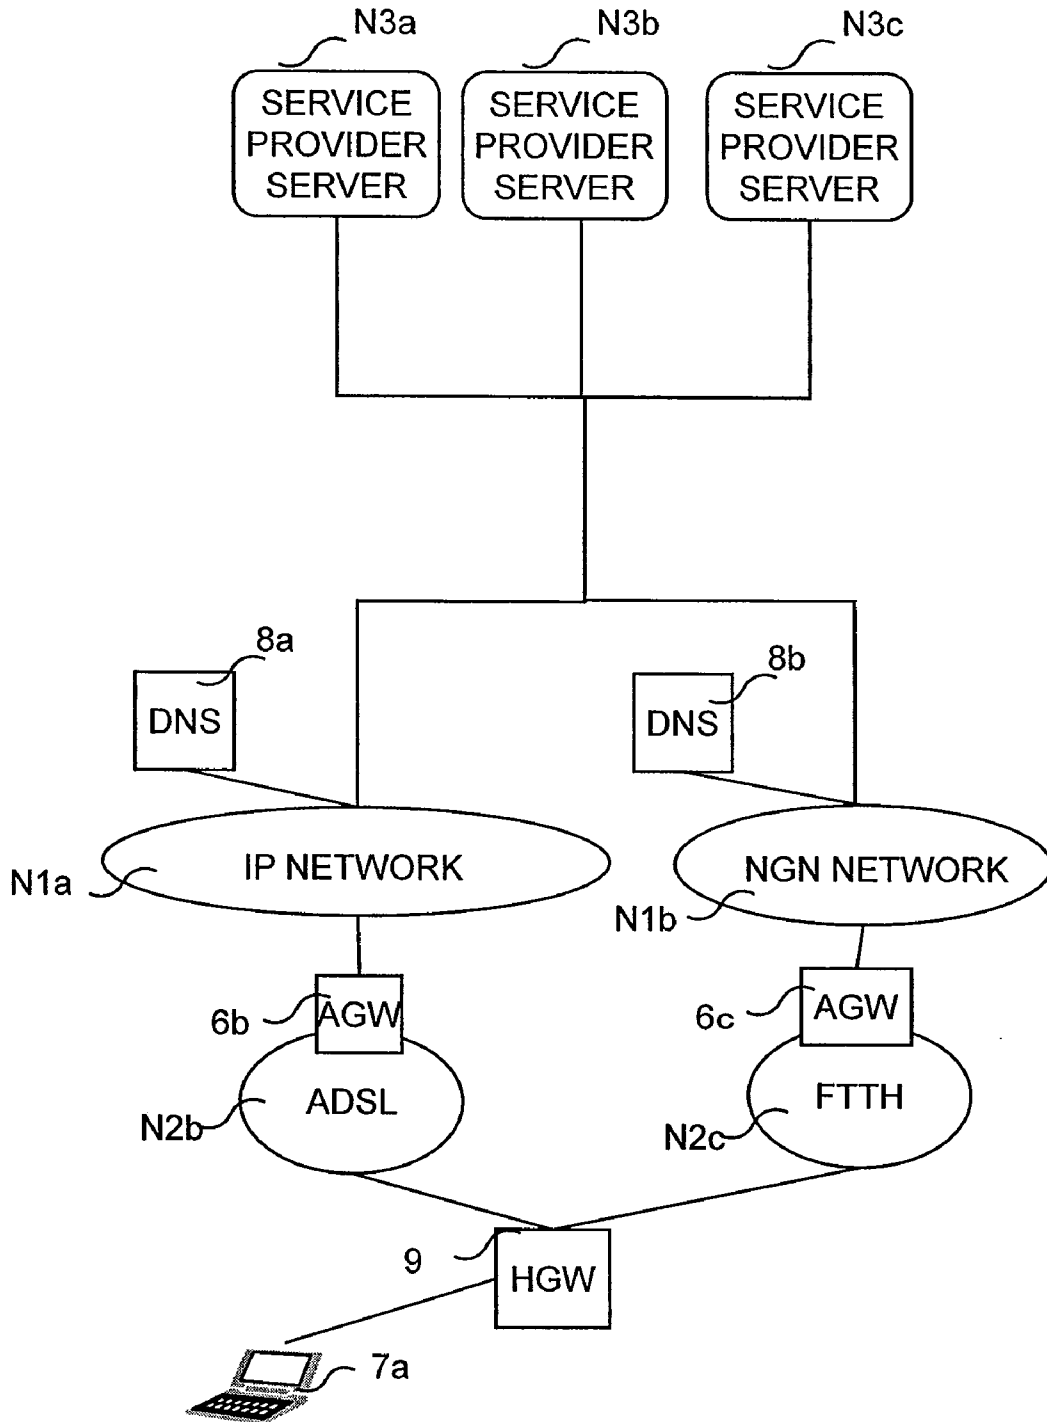 N3a
N3b
N3c
SERVICE
PROVIDER
SERVER
SERVICE
PROVIDER
SERVER
SERVICE
PROVIDER
SERVER
8a
8b
DNS
DNS
IP NETWORK
NGN NETWORK
N1a
N1b
6b
AGW
6c
AGW
ADSL
FTTH
N2b
N2c
9
HGW
7a